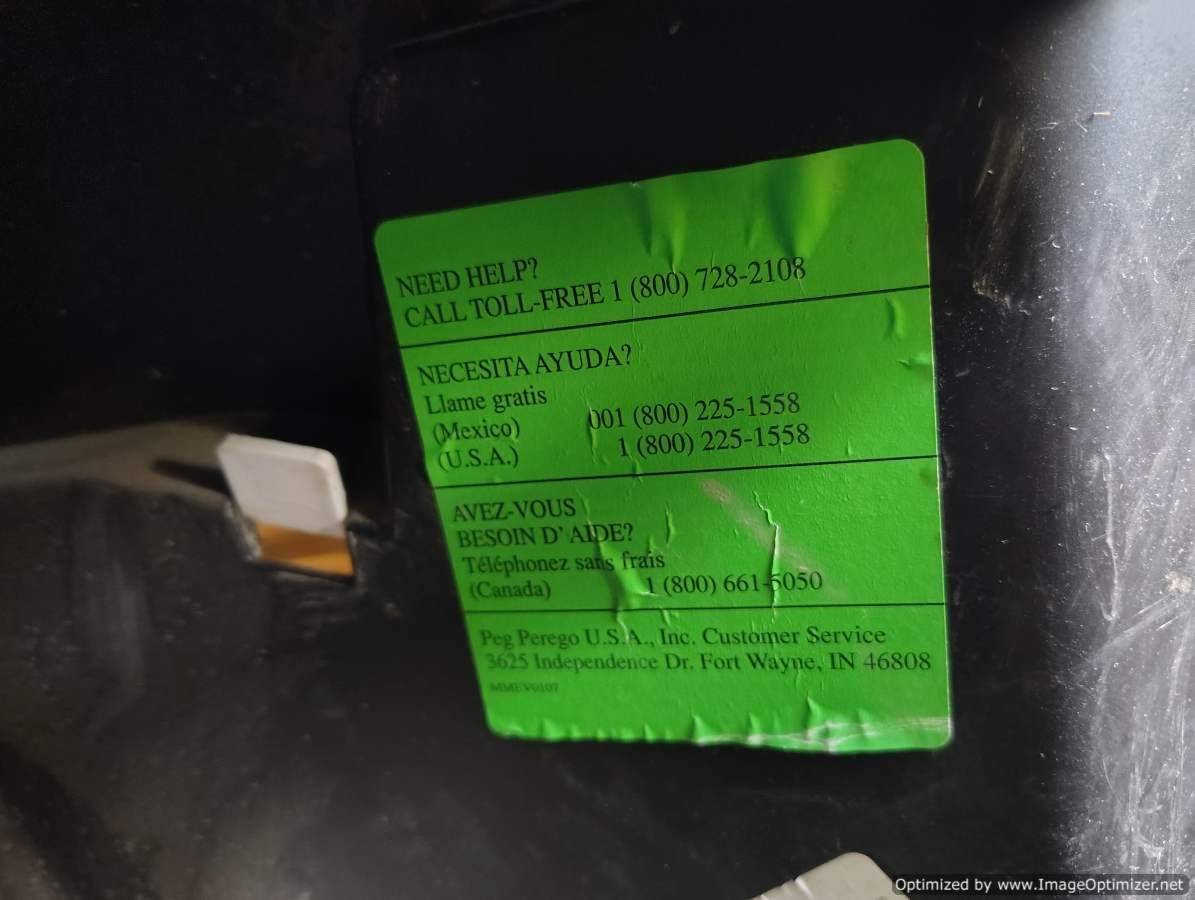 NEED HELP?
CALL TOLL-FREE 1 (800) 728-2108
NECESITA AYUDA?
Llame gratis
(Mexico) 001 (800) 225-1558
(U.S.A.) 1 (800) 225-1558
AVEZ-VOUS
BESOIN D' AIDE?
Téléphonez sans frais
(Canada) 1 (800) 661-5050
Peg Perego U.S.A., Inc. Customer Service
3625 Independence Dr. Fort Wayne, IN 46808
MMEV0107
Optimized by www.ImageOptimizer.net